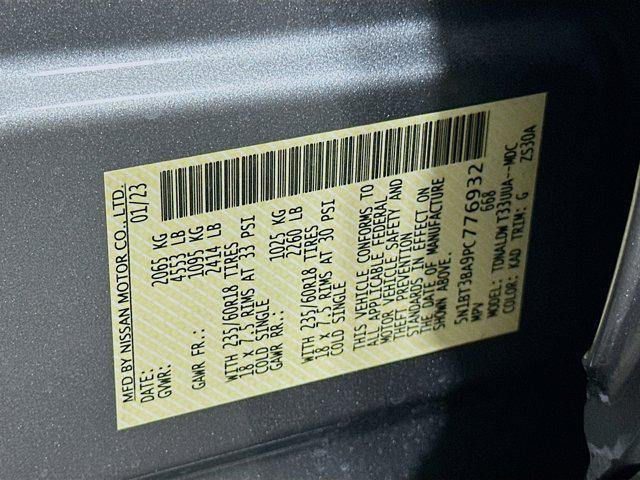 MFD BY NISSAN MOTOR CO., LTD.
DATE: 01/23
GVWR: 2065 KG
4553 LB
GAWR FR.: 1095 KG
2414 LB
WITH 235/60R18 TIRES
18 X 7.5 RIMS AT 33 PSI
COLD SINGLE
GAWR RR.: 1025 KG
2260 LB
WITH 235/60R18 TIRES
18 X 7.5 RIMS AT 30 PSI
COLD SINGLE
THIS VEHICLE CONFORMS TO
ALL APPLICABLE FEDERAL
MOTOR VEHICLE SAFETY AND
THEFT PREVENTION
STANDARDS IN EFFECT ON
THE DATE OF MANUFACTURE
SHOWN ABOVE.
5N1BT3BA9PC776932
MPV 668
MODEL: TDNALDWT33UUA--MDC
COLOR: KAD TRIM: G ZS30A